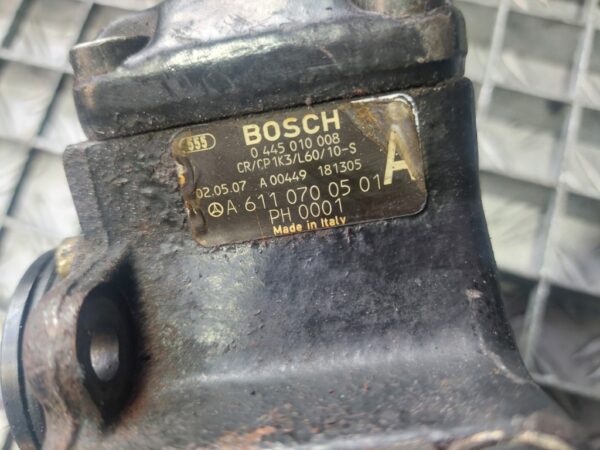 555
BOSCH
0 445 010 008
CR/CP1K3/L60/10-S
02.05.07 A 00449 181305
A 611 070 05 01 A
PH 0001
Made in Italy